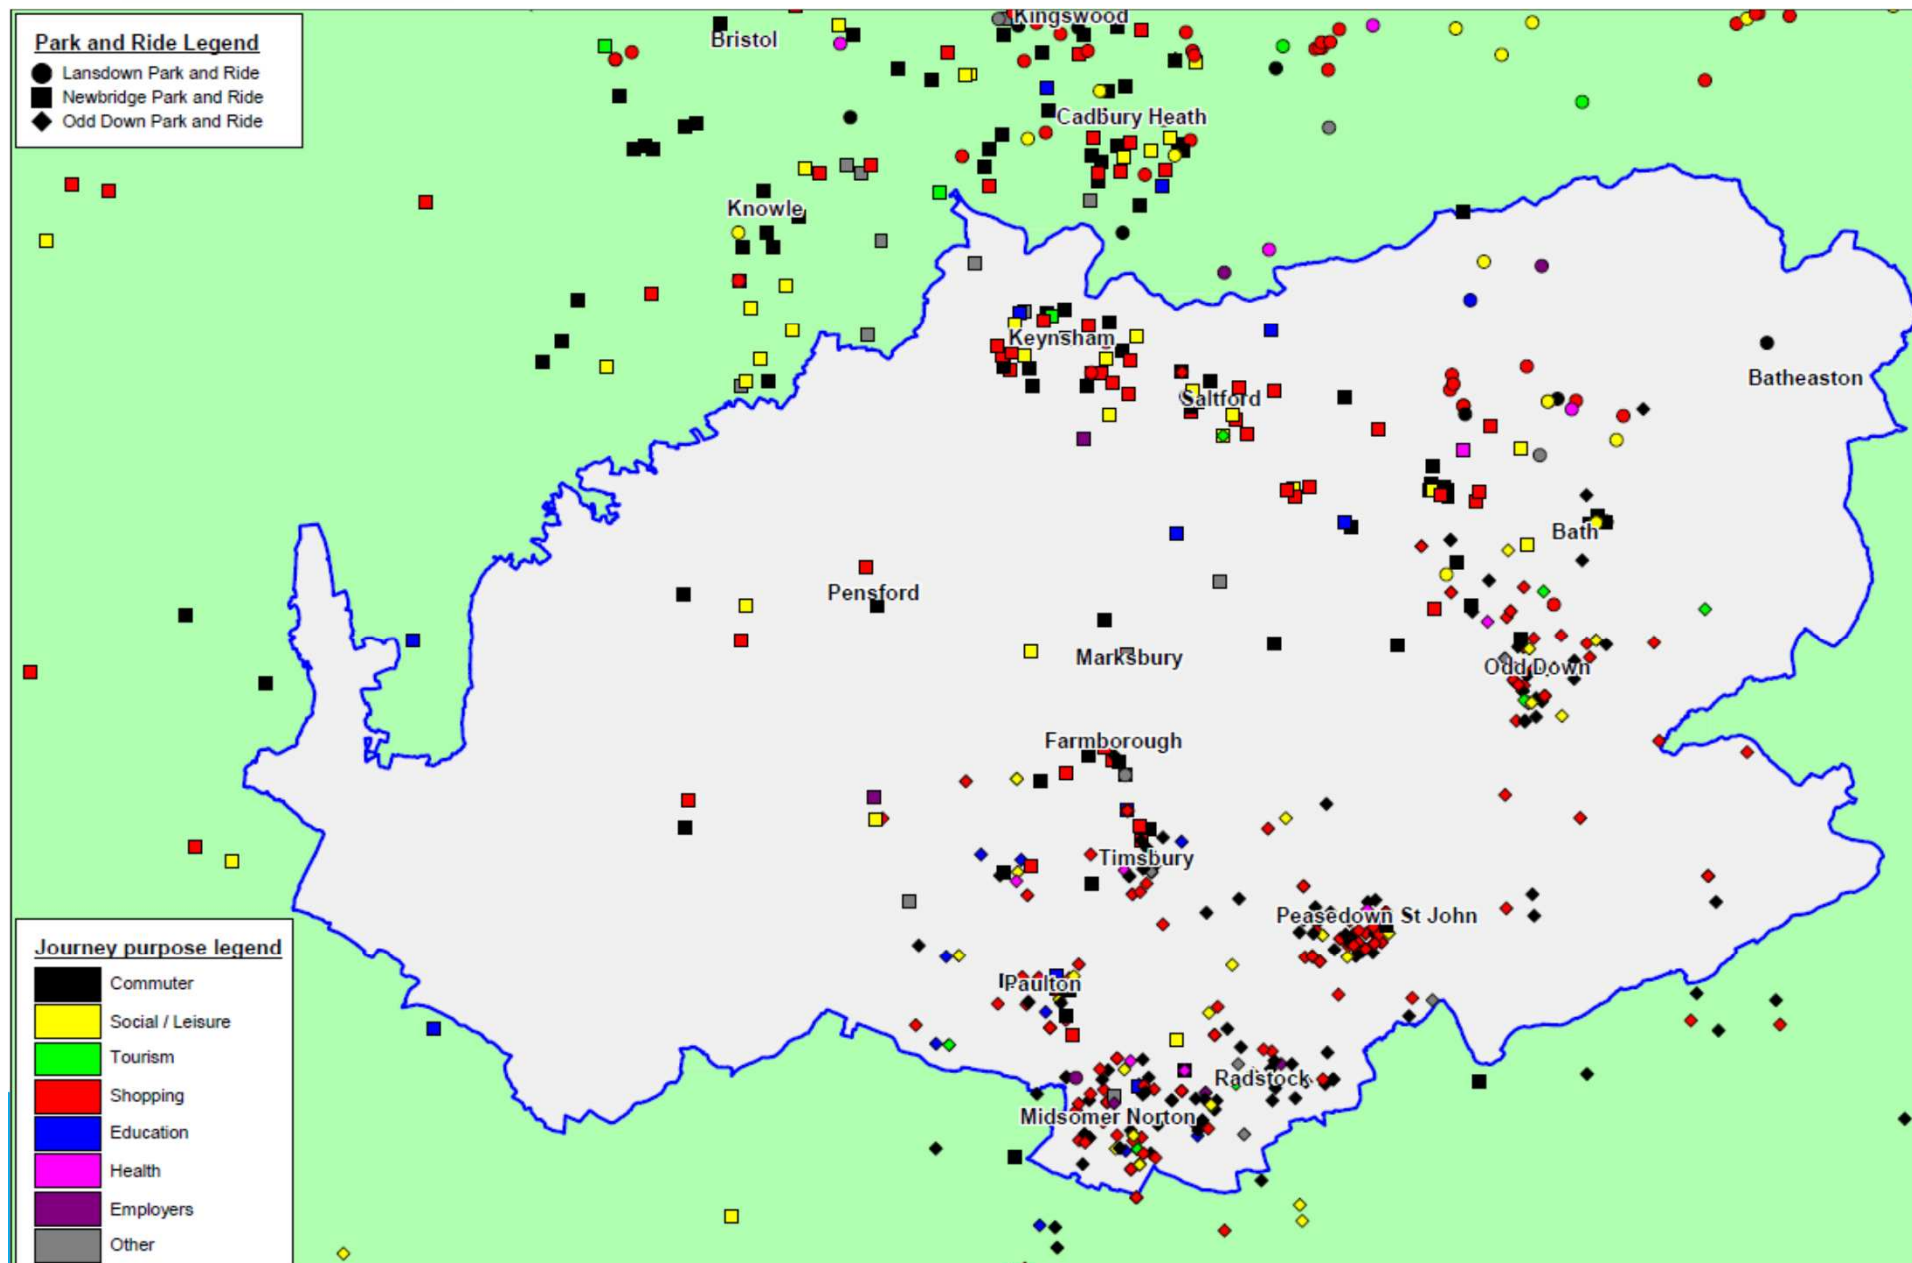 Park and Ride Legend
Lansdown Park and Ride
Newbridge Park and Ride
Odd Down Park and Ride
Kingswood
Bristol
Cadbury Heath
Knowle
Keynsham
Batheaston
Saltford
Bath
Pensford
Marksbury
Odd Down
Farmborough
Timsbury
Peasedown St John
Paulton
Radstock
Midsomer Norton
Journey purpose legend
Commuter
Social / Leisure
Tourism
Shopping
Education
Health
Employers
Other